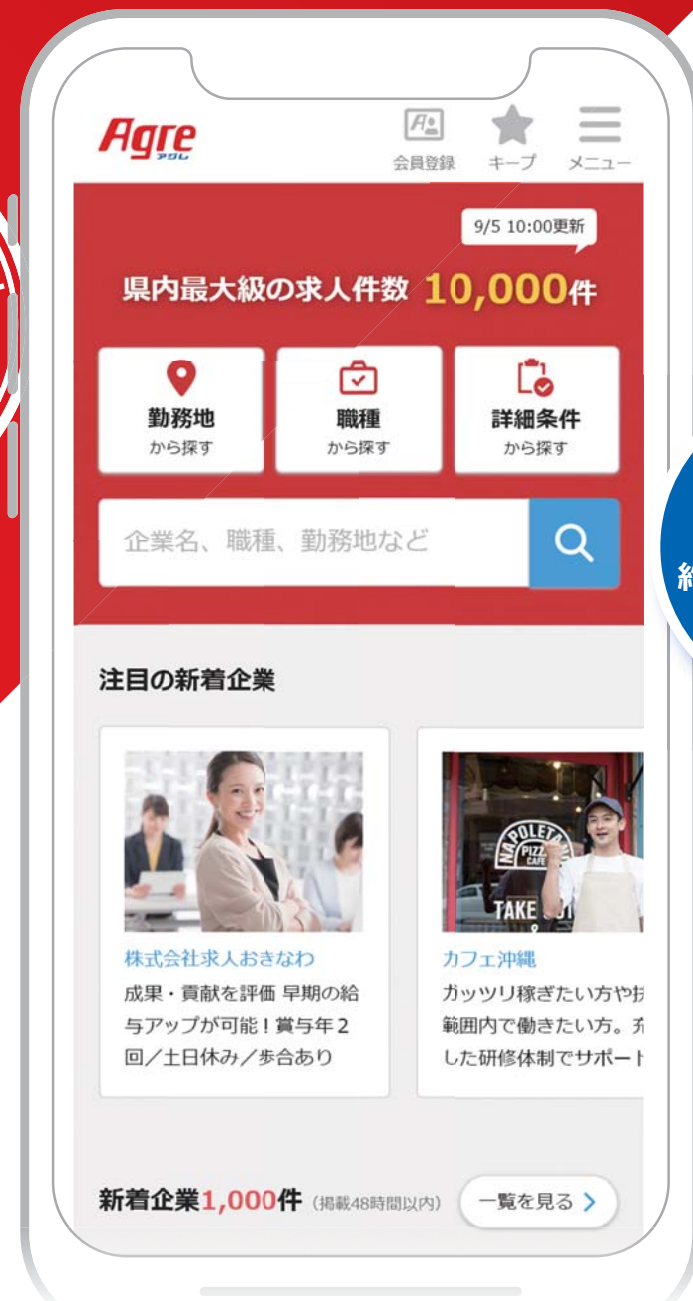 Agre
アグレ
会員登録
キープ
メニュー
9/5 10:00更新
県内最大級の求人件数 10,000件
勤務地
から探す
職種
から探す
詳細条件
から探す
企業名、職種、勤務地など
注目の新着企業
NAPOLETANO
PIZZA
CAFE
TAKE
&
株式会社求人おきなわ
成果・貢献を評価 早期の給
与アップが可能！賞与年２
回／土日休み／歩合あり
カフェ沖縄
ガッツリ稼ぎたい方や扶
範囲内で働きたい方。充
した研修体制でサポート
新着企業1,000件（掲載48時間以内）
一覧を見る